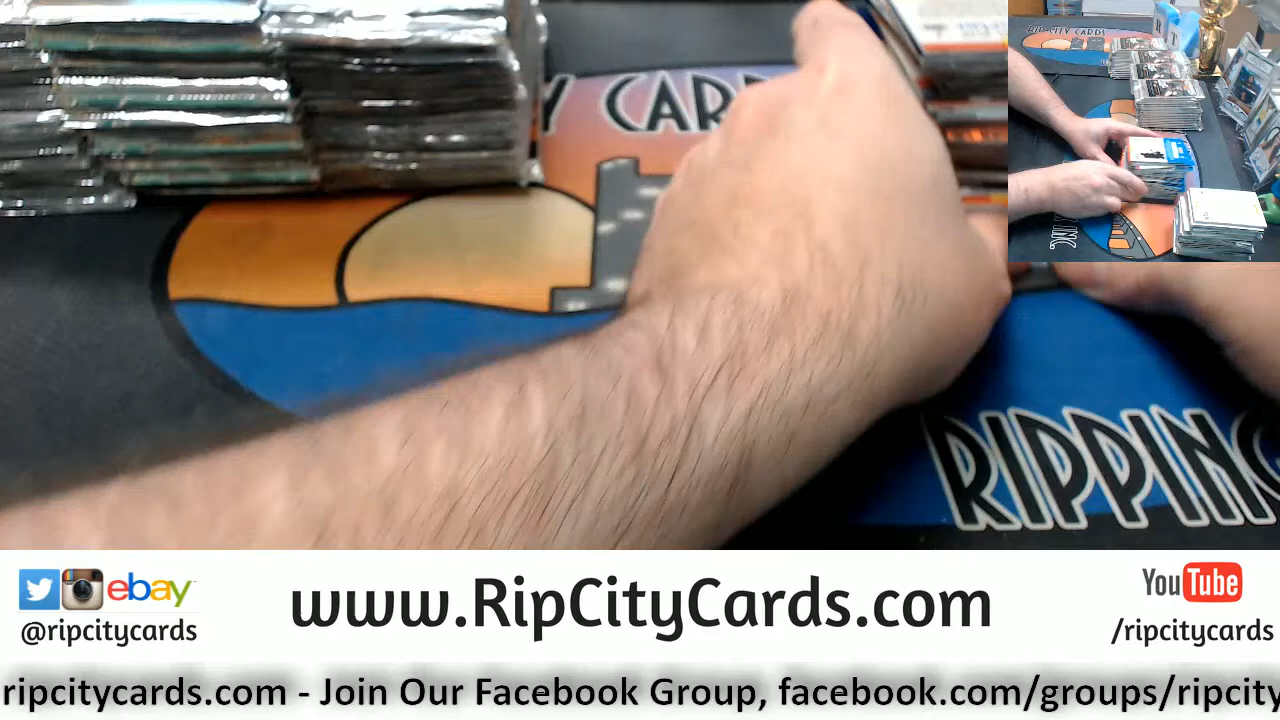 Y CARD
RIP CITY CARDS
RIPPING
ebay
@ripcitycards
www.RipCityCards.com
YouTube
/ripcitycards
ripcitycards.com - Join Our Facebook Group, facebook.com/groups/ripcity